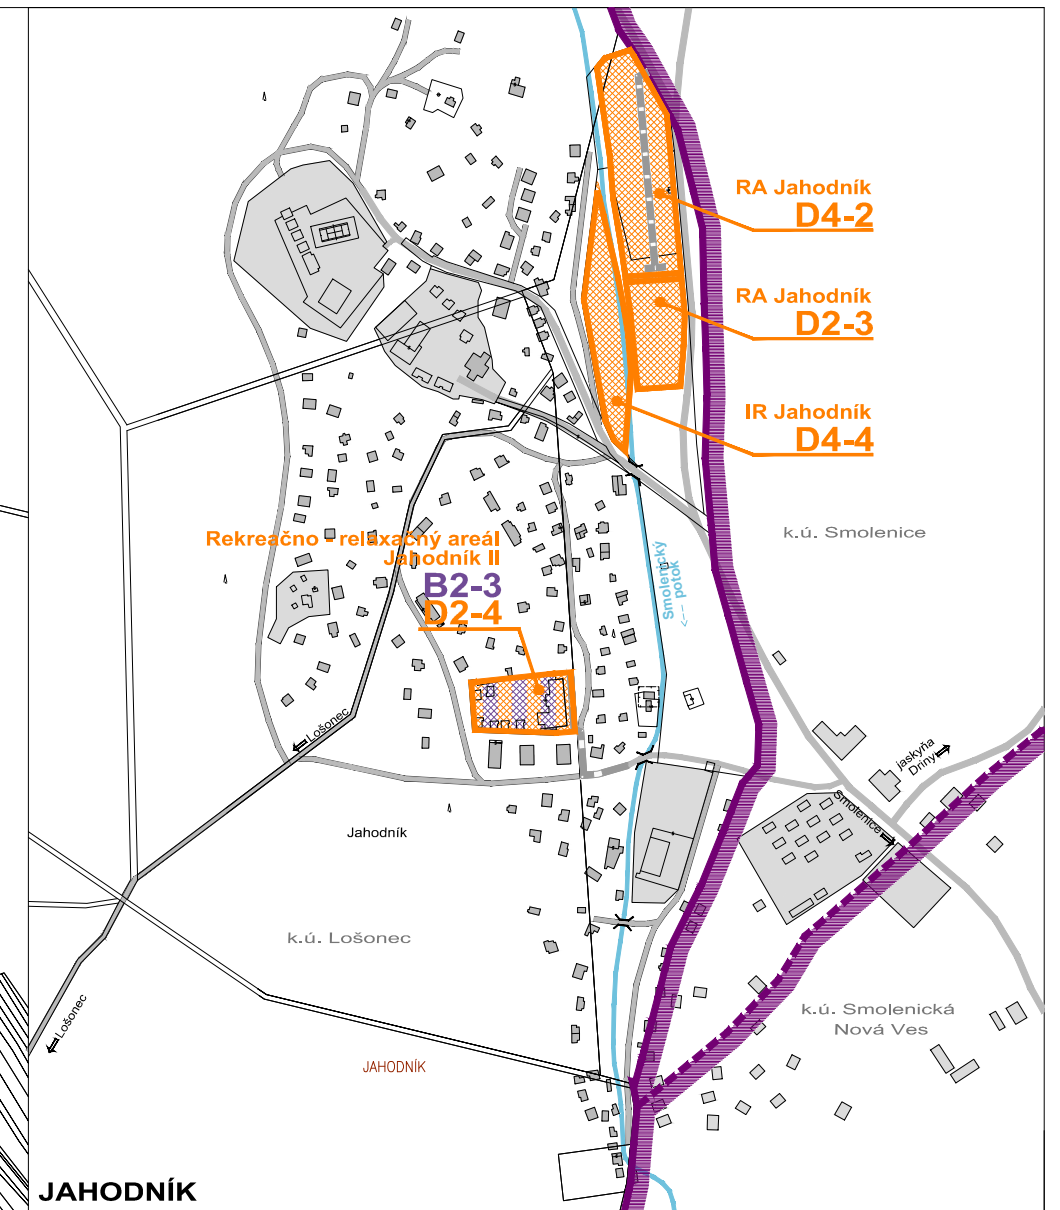 RA Jahodník
D4-2
RA Jahodník
D2-3
IR Jahodník
D4-4
k.ú. Smolenice
Rekreačno - relaxačný areál
Jahodník II
B2-3
D2-4
Smolenický
<-- potok
Lošonec
jaskyňa
Driny
Smolenice
Jahodník
k.ú. Lošonec
k.ú. Smolenická
Nová Ves
Lošonec
JAHODNÍK
JAHODNÍK